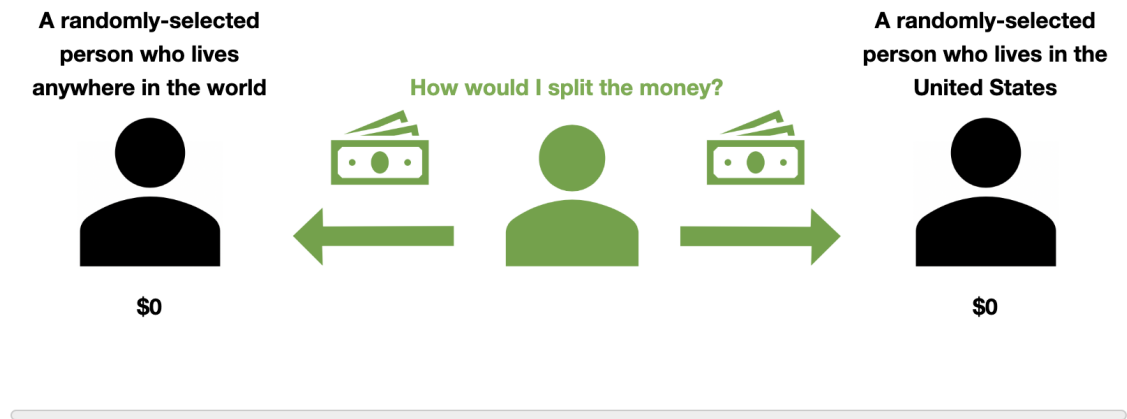 A randomly-selected
person who lives
anywhere in the world
How would I split the money?
A randomly-selected
person who lives in the
United States
$0
$0